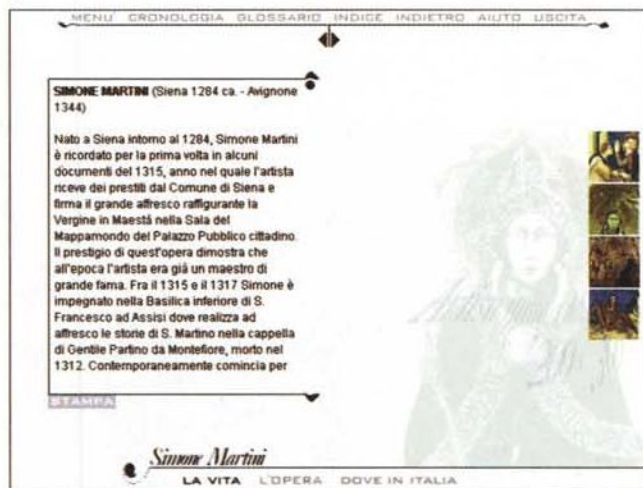 MENU CRONOLOGIA GLOSSARIO INDICE INDIETRO AIUTO USCITA
SIMONE MARTINI (Siena 1284 ca. - Avignone
1344)
Nato a Siena intorno al 1284, Simone Martini
è ricordato per la prima volta in alcuni
documenti del 1315, anno nel quale l'artista
riceve dei prestiti dal Comune di Siena e
firma il grande affresco raffigurante la
Vergine in Maestà nella Sala del
Mappamondo del Palazzo Pubblico cittadino.
Il prestigio di quest'opera dimostra che
all'epoca l'artista era già un maestro di
grande fama. Fra il 1315 e il 1317 Simone è
impegnato nella Basilica inferiore di S.
Francesco ad Assisi dove realizza ad
affresco le storie di S. Martino nella cappella
di Gentile Partino da Montefiore, morto nel
1312. Contemporaneamente comincia per
STAMPA
Simone Martini
LA VITA L'OPERA DOVE IN ITALIA